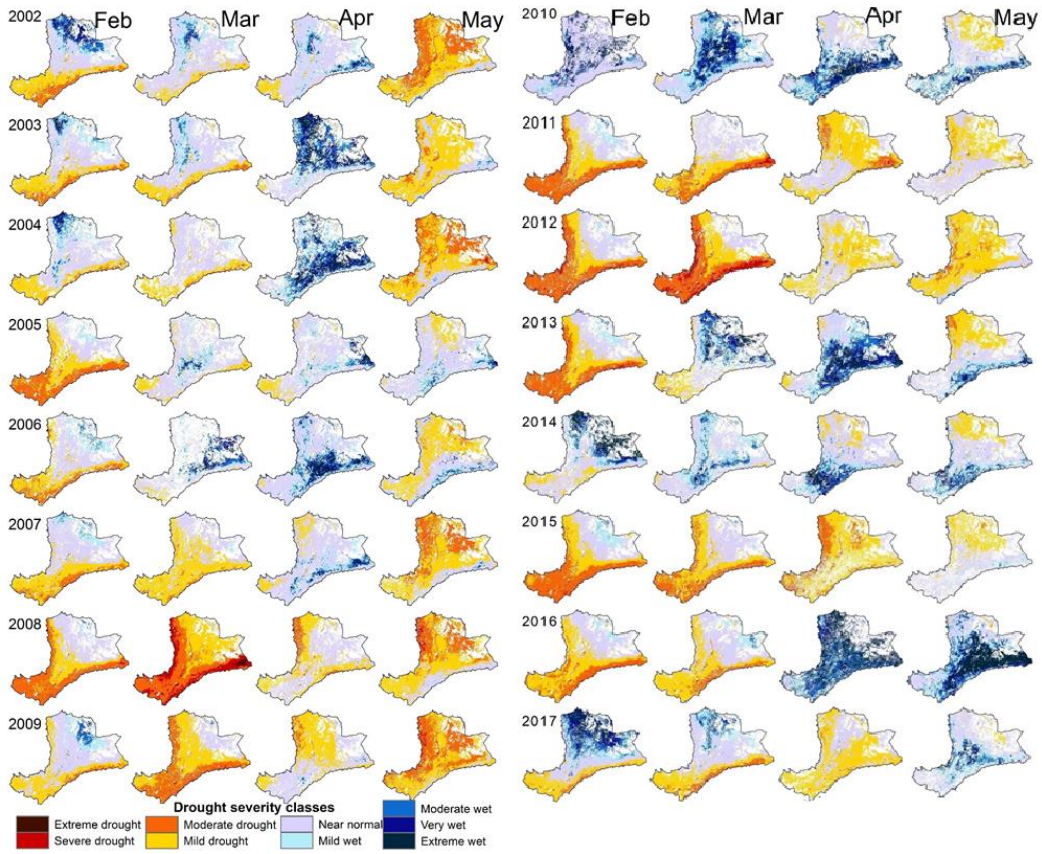 2002 Feb Mar Apr May
2003
2004
2005
2006
2007
2008
2009
2010 Feb Mar Apr May
2011
2012
2013
2014
2015
2016
2017
Drought severity classes
Extreme drought
Severe drought
Moderate drought
Mild drought
Near normal
Mild wet
Moderate wet
Very wet
Extreme wet